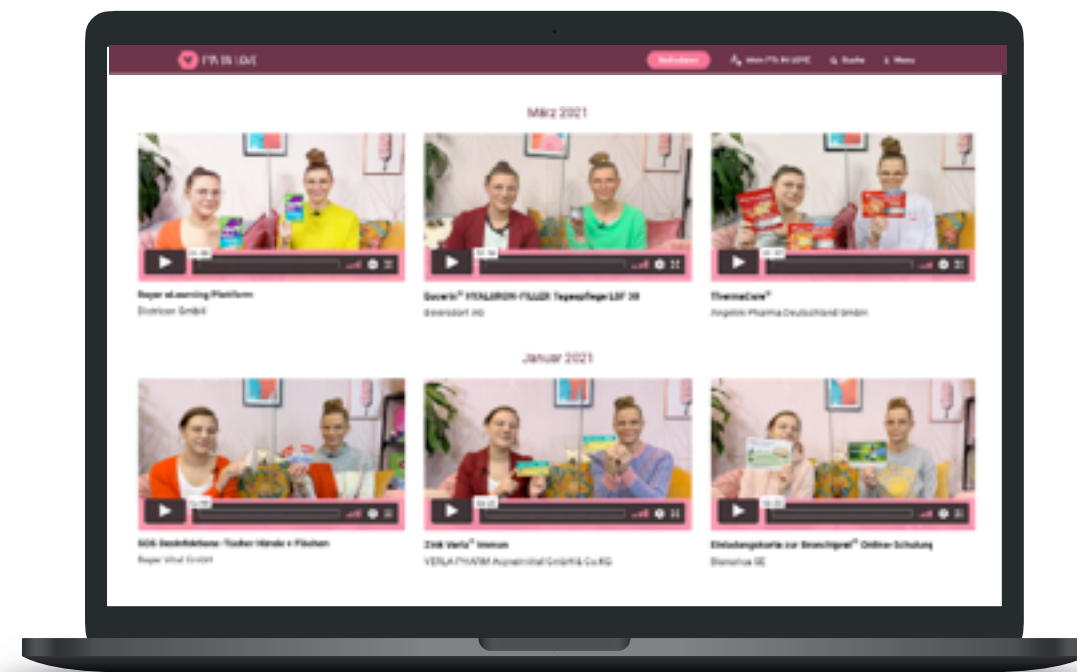 PTA IN LOVE
Mein PTA IN LOVE
Suche
Menu
März 2021
Bayer eLearning Plattform
Eucerin® HYALURON-FILLER Tagespflege LSF 30
Beiersdorf AG
ThermaCare®
Angelini Pharma Deutschland GmbH
Januar 2021
SOS Desinfektions-Tücher Hände + Flächen
Bayer Vital GmbH
Zink Verla® Immun
VERLA-PHARM Arzneimittel GmbH & Co.KG
Einladungskarte zur Bronchipret® Online-Schulung
Bionorica SE